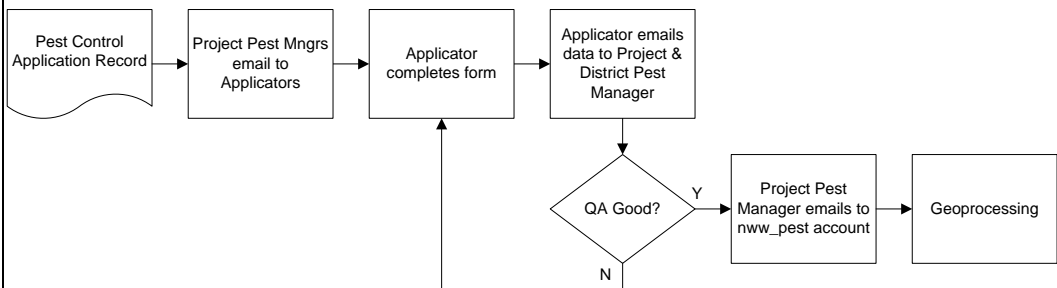 Pest Control
Application Record
Project Pest Mngrs
email to
Applicators
Applicator
completes form
Applicator emails
data to Project &
District Pest
Manager
QA Good?
Y
N
Project Pest
Manager emails to
nww_pest account
Geoprocessing